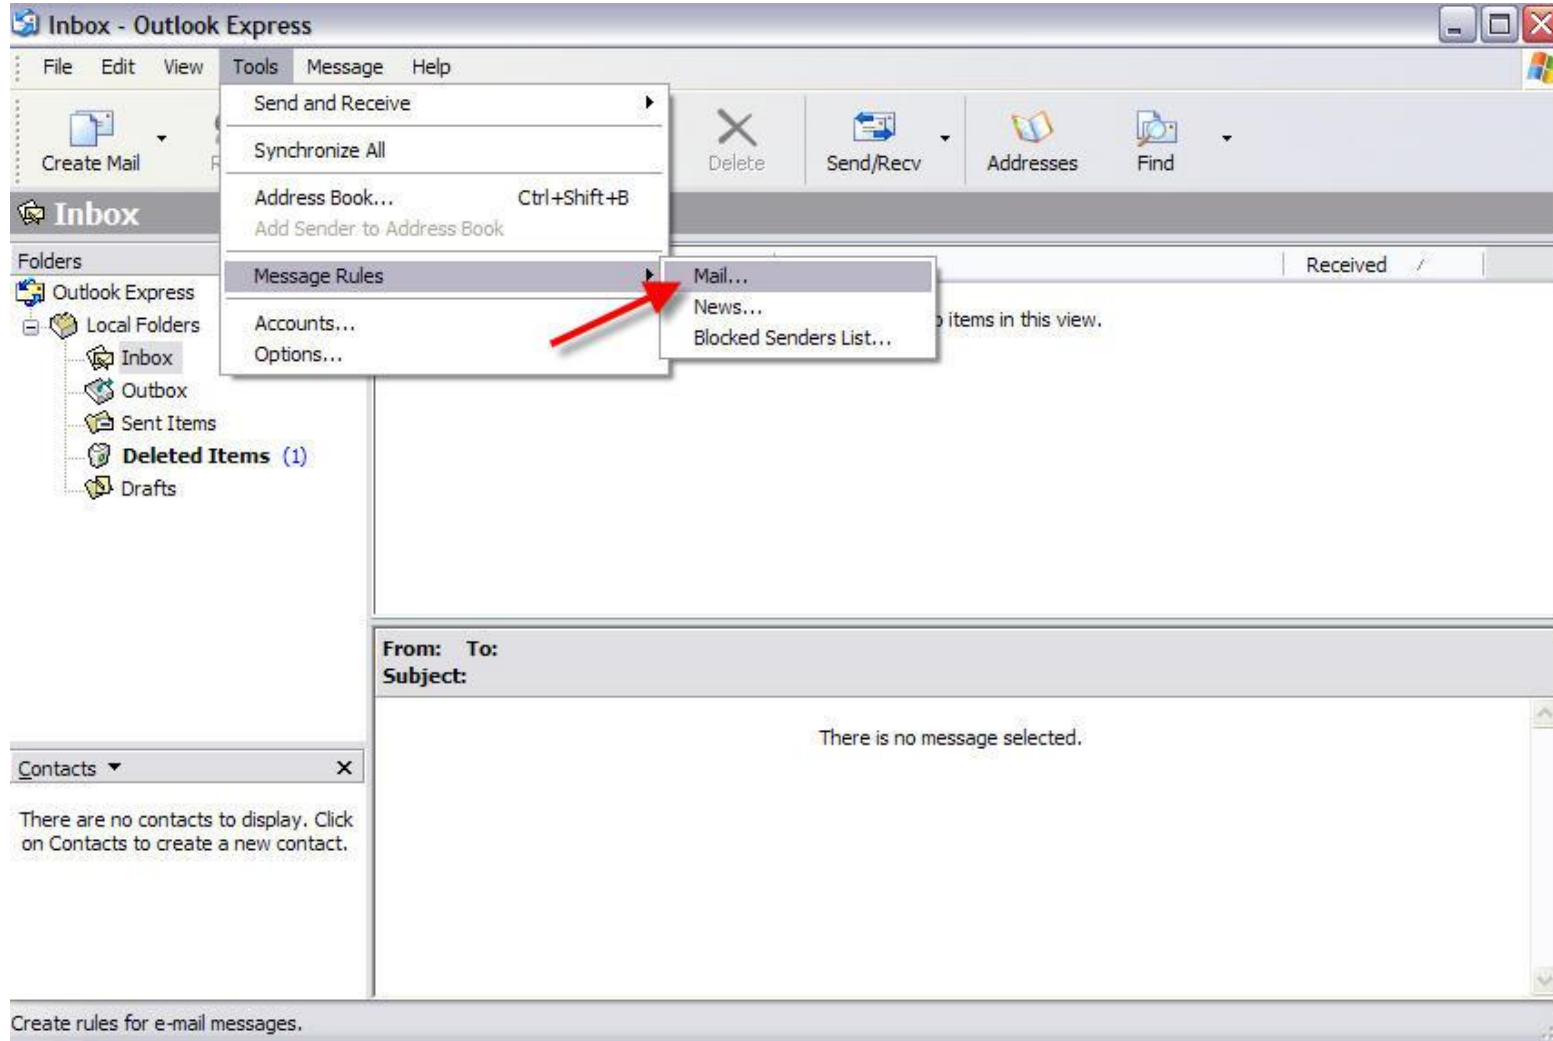 Inbox - Outlook Express
File Edit View Tools Message Help
Create Mail
Delete
Send/Recv
Addresses
Find
Send and Receive
Synchronize All
Address Book... Ctrl+Shift+B
Add Sender to Address Book
Message Rules
Accounts...
Options...
Mail...
News...
Blocked Senders List...
Inbox
Folders
Outlook Express
Local Folders
Inbox
Outbox
Sent Items
Deleted Items (1)
Drafts
Received
items in this view.
From: To:
Subject:
There is no message selected.
Contacts
There are no contacts to display. Click
on Contacts to create a new contact.
Create rules for e-mail messages.